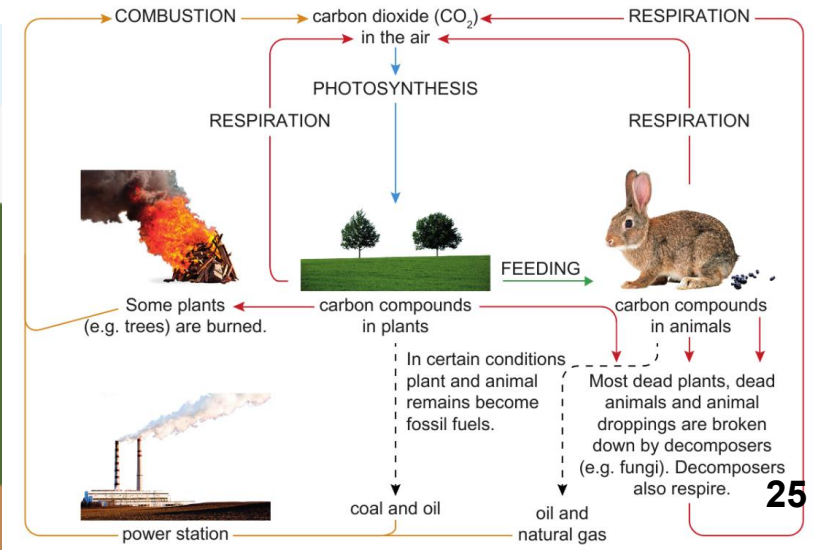 COMBUSTION
carbon dioxide (CO₂)
in the air
RESPIRATION
PHOTOSYNTHESIS
RESPIRATION
RESPIRATION
FEEDING
Some plants
(e.g. trees) are burned.
carbon compounds
in plants
carbon compounds
in animals
In certain conditions
plant and animal
remains become
fossil fuels.
Most dead plants, dead
animals and animal
droppings are broken
down by decomposers
(e.g. fungi). Decomposers
also respire.
25
coal and oil
oil and
natural gas
power station